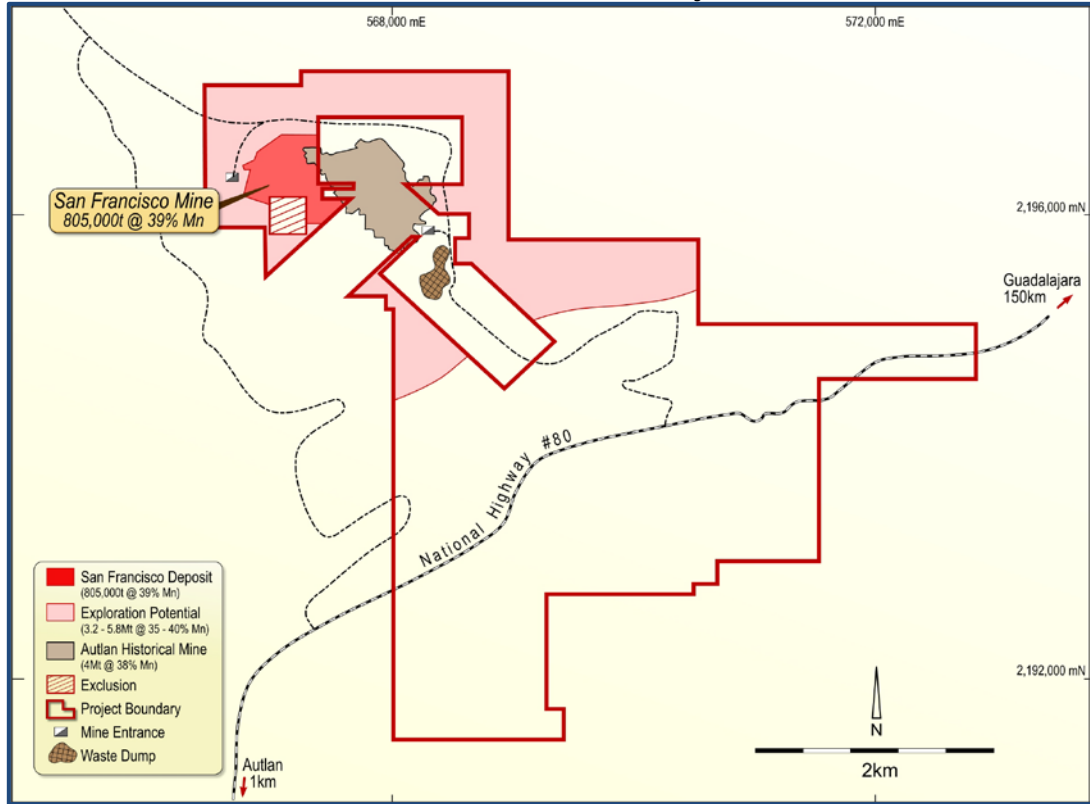 568,000 mE
572,000 mE
San Francisco Mine
805,000t @ 39% Mn
2,196,000 mN
Guadalajara
150km
National Highway #80
San Francisco Deposit
(805,000t @ 39% Mn)
Exploration Potential
(3.2 - 5.8Mt @ 35 - 40% Mn)
Autlan Historical Mine
(4Mt @ 38% Mn)
Exclusion
Project Boundary
Mine Entrance
Waste Dump
2,192,000 mN
N
2km
Autlan
1km